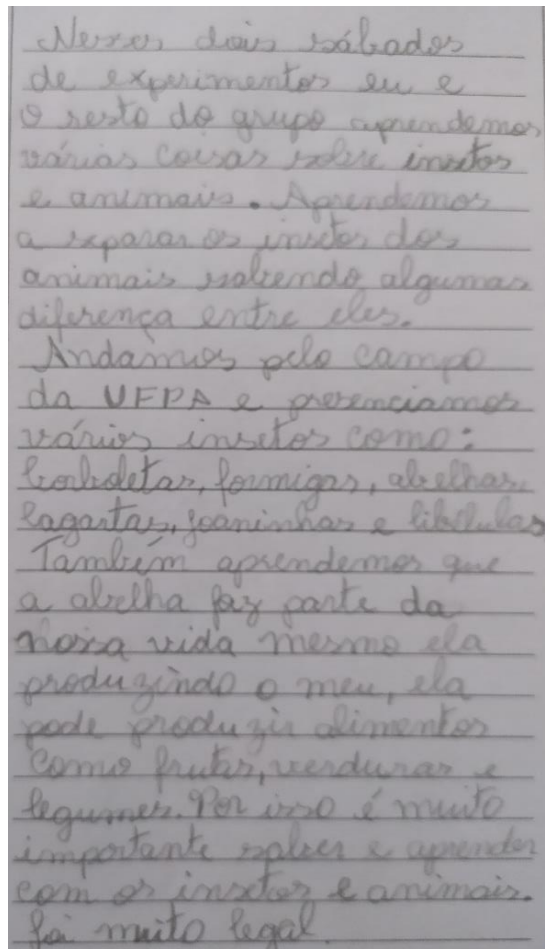 Nesses dois sábados
de experimentos eu e
o resto do grupo aprendemos
várias coisas sobre insetos
e animais. Aprendemos
a separar os insetos dos
animais sabendo algumas
diferença entre eles.
Andamos pelo campo
da UFPA e presenciamos
vários insetos como:
borboletas, formigas, abelhas,
lagartas, joaninhas e libélulas
Também aprendemos que
a abelha faz parte da
nossa vida mesmo ela
produzindo o meu, ela
pode produzir alimentos
como frutas, verduras e
legumes. Por isso é muito
importante saber e aprender
com os insetos e animais.
foi muito legal.